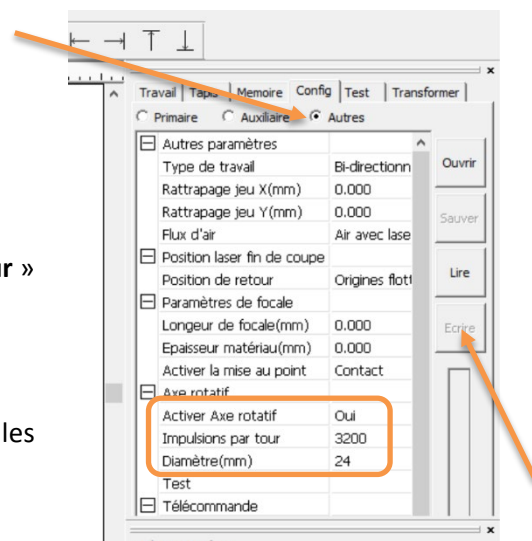 Travail Tapis Memoire Config Test Transformer
Primaire Auxiliaire Autres
Autres paramètres
Type de travail Bi-directionn
Ouvrir
Rattrapage jeu X(mm) 0.000
Rattrapage jeu Y(mm) 0.000
Sauver
Flux d'air Air avec lase
Position laser fin de coupe
ur »
Position de retour Origines flott
Lire
Paramètres de focale
Longeur de focale(mm) 0.000
Ecrire
Epaisseur matériau(mm) 0.000
Activer la mise au point Contact
Axe rotatif
Activer Axe rotatif Oui
les
Impulsions par tour 3200
Diamètre(mm) 24
Test
Télécommande